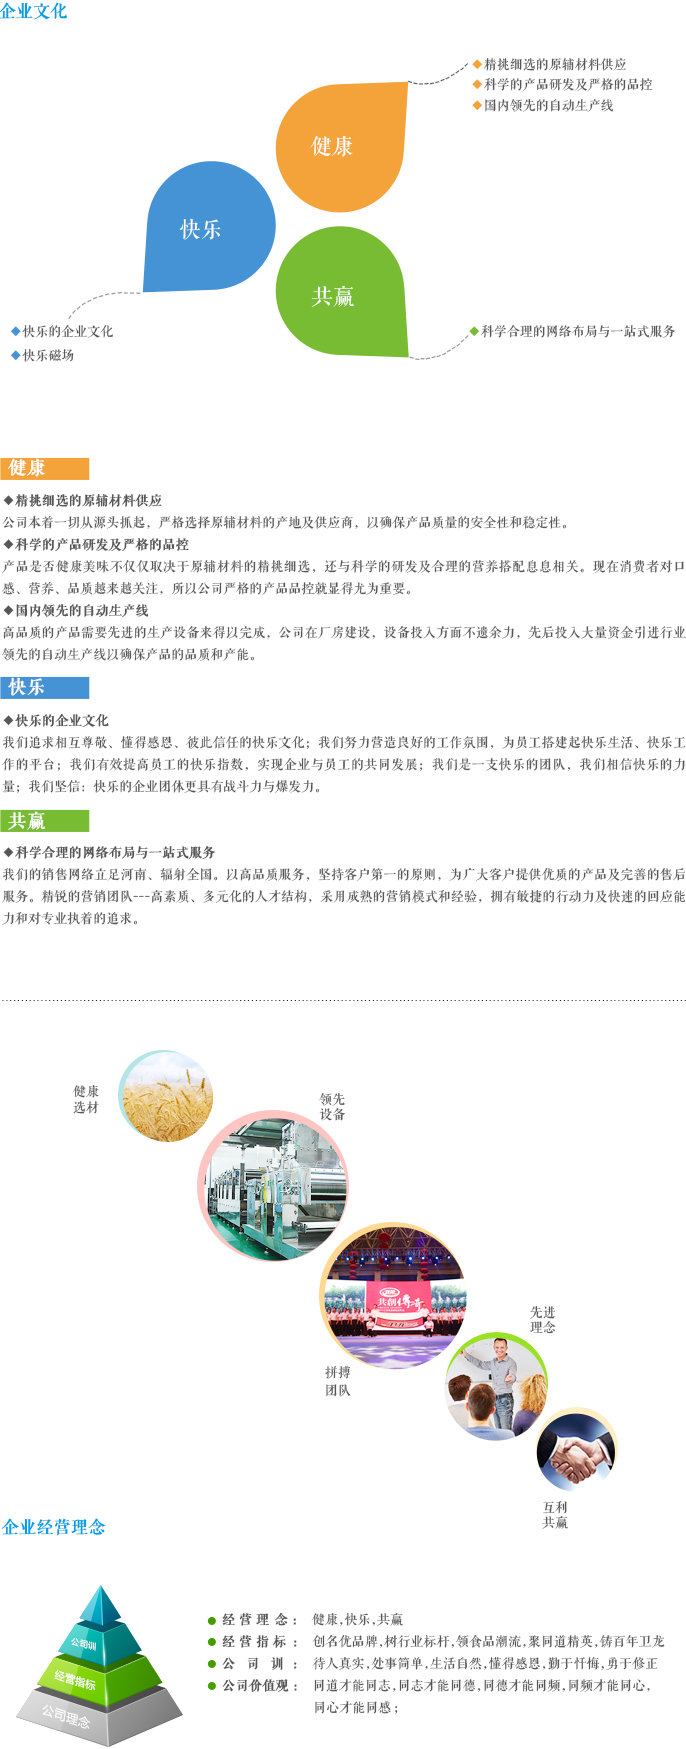 企业文化
◆精挑细选的原辅材料供应
◆科学的产品研发及严格的品控
◆国内领先的自动生产线
健康
快乐
共赢
◆快乐的企业文化
◆快乐磁场
◆科学合理的网络布局与一站式服务
健康
◆精挑细选的原辅材料供应
公司本着一切从源头抓起，严格选择原辅材料的产地及供应商，以确保产品质量的安全性和稳定性。
◆科学的产品研发及严格的品控
产品是否健康美味不仅仅取决于原辅材料的精挑细选，还与科学的研发及合理的营养搭配息息相关。现在消费者对口
感、营养、品质越来越关注，所以公司严格的产品品控就显得尤为重要。
◆国内领先的自动生产线
高品质的产品需要先进的生产设备来得以完成，公司在厂房建设，设备投入方面不遗余力，先后投入大量资金引进行业
领先的自动生产线以确保产品的品质和产能。
快乐
◆快乐的企业文化
我们追求相互尊敬、懂得感恩、彼此信任的快乐文化；我们努力营造良好的工作氛围，为员工搭建起快乐生活、快乐工
作的平台；我们有效提高员工的快乐指数，实现企业与员工的共同发展；我们是一支快乐的团队，我们相信快乐的力
量；我们坚信：快乐的企业团体更具有战斗力与爆发力。
共赢
◆科学合理的网络布局与一站式服务
我们的销售网络立足河南、辐射全国。以高品质服务，坚持客户第一的原则，为广大客户提供优质的产品及完善的售后
服务。精锐的营销团队---高素质、多元化的人才结构，采用成熟的营销模式和经验，拥有敏捷的行动力及快速的回应能
力和对专业执着的追求。
健康
选材
领先
设备
共创传奇
拼搏
团队
先进
理念
互利
共赢
企业经营理念
公司训
经营指标
公司理念
经营理念： 健康,快乐,共赢
经营指标： 创名优品牌,树行业标杆,领食品潮流,聚同道精英,铸百年卫龙
公司训： 待人真实,处事简单,生活自然,懂得感恩,勤于忏悔,勇于修正
公司价值观： 同道才能同志,同志才能同德,同德才能同频,同频才能同心,
同心才能同感；